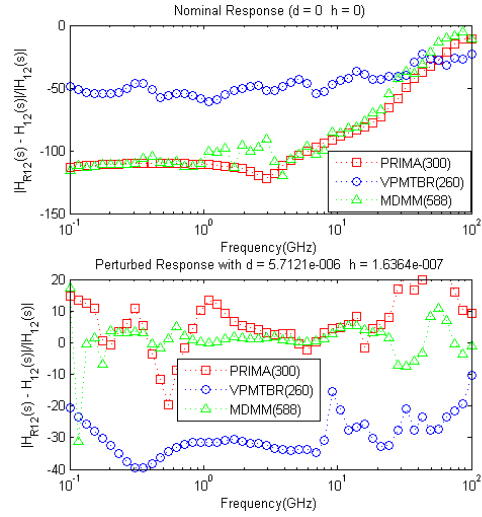 Nominal Response (d = 0 h = 0)
|H_R12(s) - H_12(s)|/|H_12(s)|
0
-50
-100
-150
PRIMA(300)
VPMTBR(260)
MDMM(588)
10^-1
10^0
10^1
10^2
Frequency(GHz)
Perturbed Response with d = 5.7121e-006 h = 1.6364e-007
|H_R12(s) - H_12(s)|/|H_12(s)|
20
10
0
-10
-20
-30
-40
PRIMA(300)
VPMTBR(260)
MDMM(588)
10^-1
10^0
10^1
10^2
Frequency(GHz)